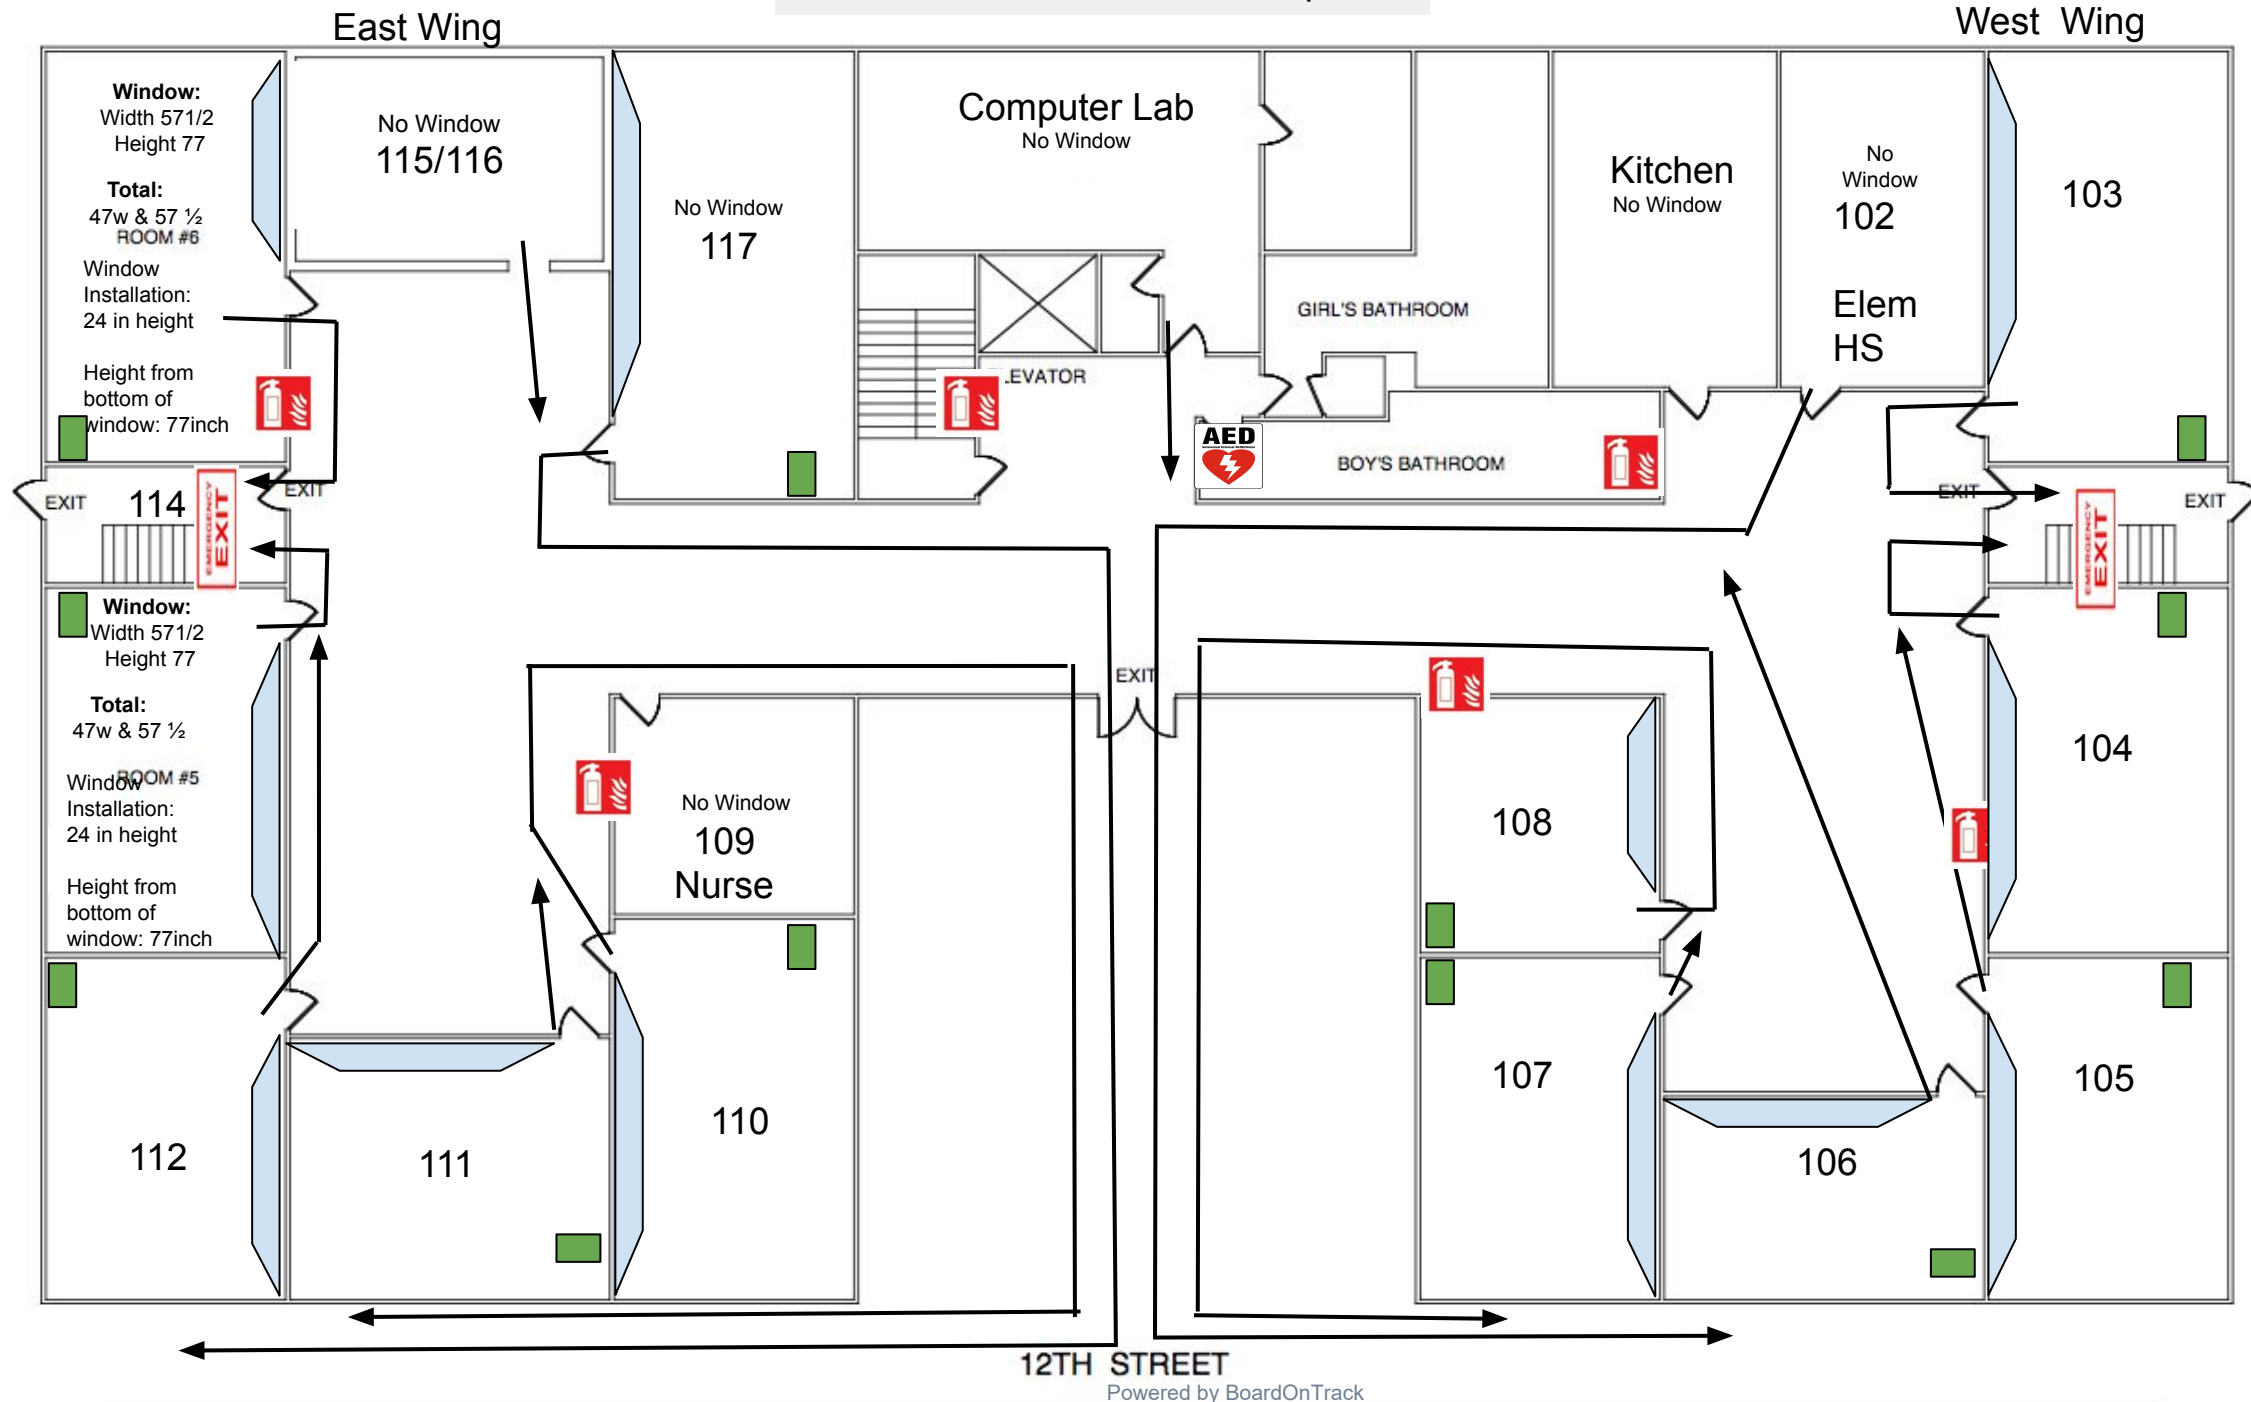 East Wing
West Wing
Window:
Width 571/2
Height 77
Total:
47w & 57 ½
ROOM #6
Window
Installation:
24 in height
Height from
bottom of
window: 77inch
No Window
115/116
No Window
117
Computer Lab
No Window
Kitchen
No Window
No
Window
102
Elem
HS
103
GIRL'S BATHROOM
LEVATOR
AED
BOY'S BATHROOM
EXIT
114
EXIT
EMERGENCY
EXIT
EXIT
EXIT
EMERGENCY
EXIT
Window:
Width 571/2
Height 77
Total:
47w & 57 ½
ROOM #5
Window
Installation:
24 in height
Height from
bottom of
window: 77inch
EXIT
No Window
109
Nurse
108
104
112
111
110
107
106
105
12TH STREET
Powered by BoardOnTrack